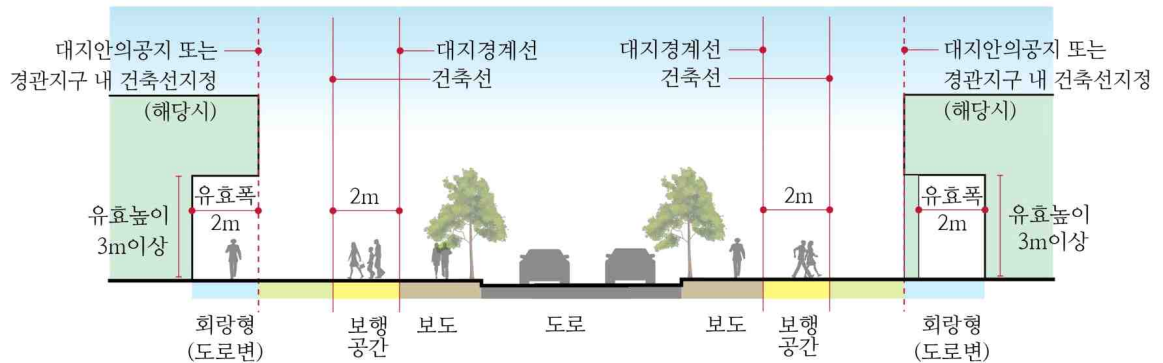 대지안의공지 또는
경관지구 내 건축선지정
(해당시)
대지경계선
건축선
대지경계선
건축선
대지안의공지 또는
경관지구 내 건축선지정
(해당시)
유효높이
3m이상
유효폭
2m
2m
2m
유효폭
2m
유효높이
3m이상
회랑형
(도로변)
보행
공간
보도
도로
보도
보행
공간
회랑형
(도로변)